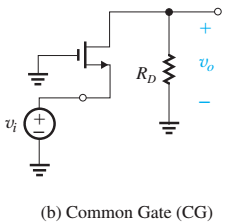 +
v_o
R_D
−
v_i
+
−
(b) Common Gate (CG)